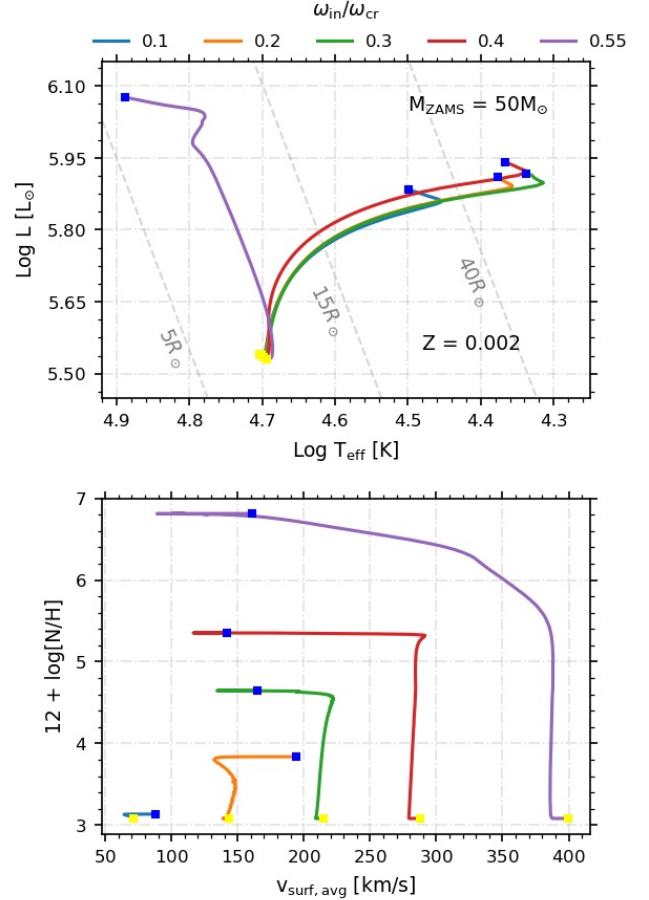 ω_in/ω_cr
0.1 0.2 0.3 0.4 0.55
M_ZAMS = 50M_⊙
6.10
5.95
5.80
5.65
5.50
Log L [L_⊙]
5R_⊙
15R_⊙
40R_⊙
Z = 0.002
4.9 4.8 4.7 4.6 4.5 4.4 4.3
Log T_eff [K]
7
6
5
4
3
12 + log[N/H]
50 100 150 200 250 300 350 400
v_surf, avg [km/s]